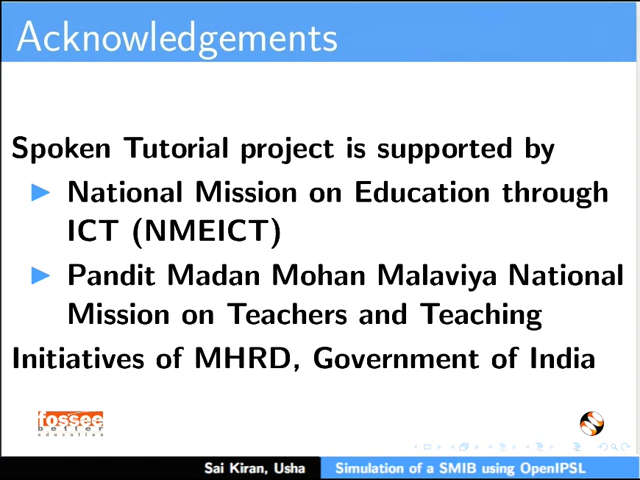 Acknowledgements
Spoken Tutorial project is supported by
National Mission on Education through
ICT (NMEICT)
Pandit Madan Mohan Malaviya National
Mission on Teachers and Teaching
Initiatives of MHRD, Government of India
fossee
better
education
Sai Kiran, Usha
Simulation of a SMIB using OpenIPSL